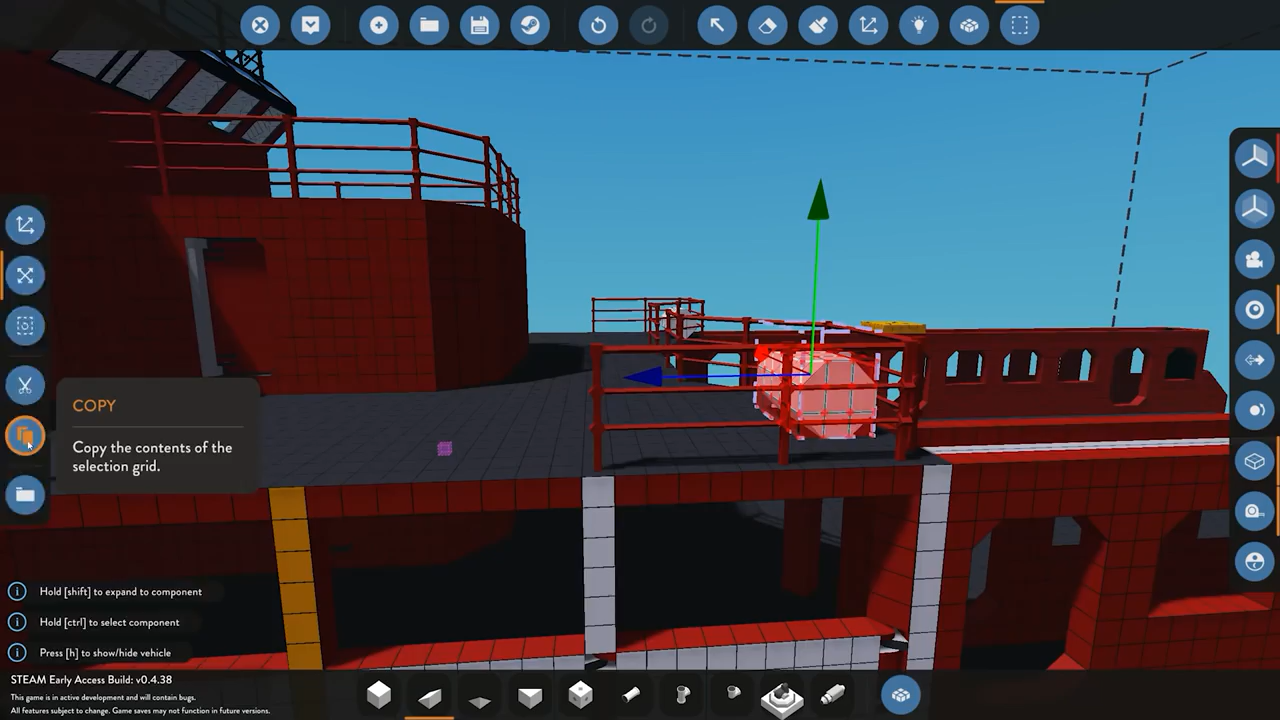 COPY
Copy the contents of the
selection grid.
Hold [shift] to expand to component
Hold [ctrl] to select component
Press [h] to show/hide vehicle
STEAM Early Access Build: v0.4.38
This game is in active development and will contain bugs.
All features subject to change. Game saves may not function in future versions.